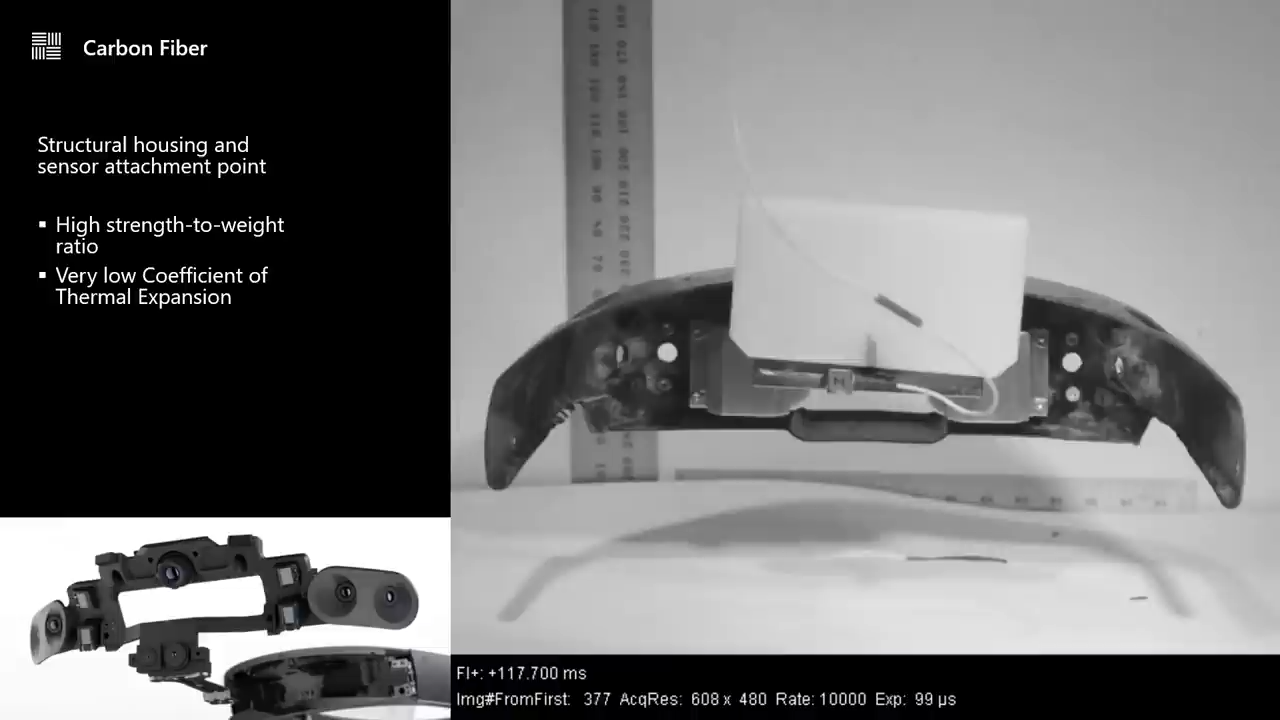 Carbon Fiber
Structural housing and
sensor attachment point
▪ High strength-to-weight
ratio
▪ Very low Coefficient of
Thermal Expansion
FI+: +117.700 ms
Img#FromFirst: 377 AcqRes: 608 x 480 Rate: 10000 Exp: 99 µs